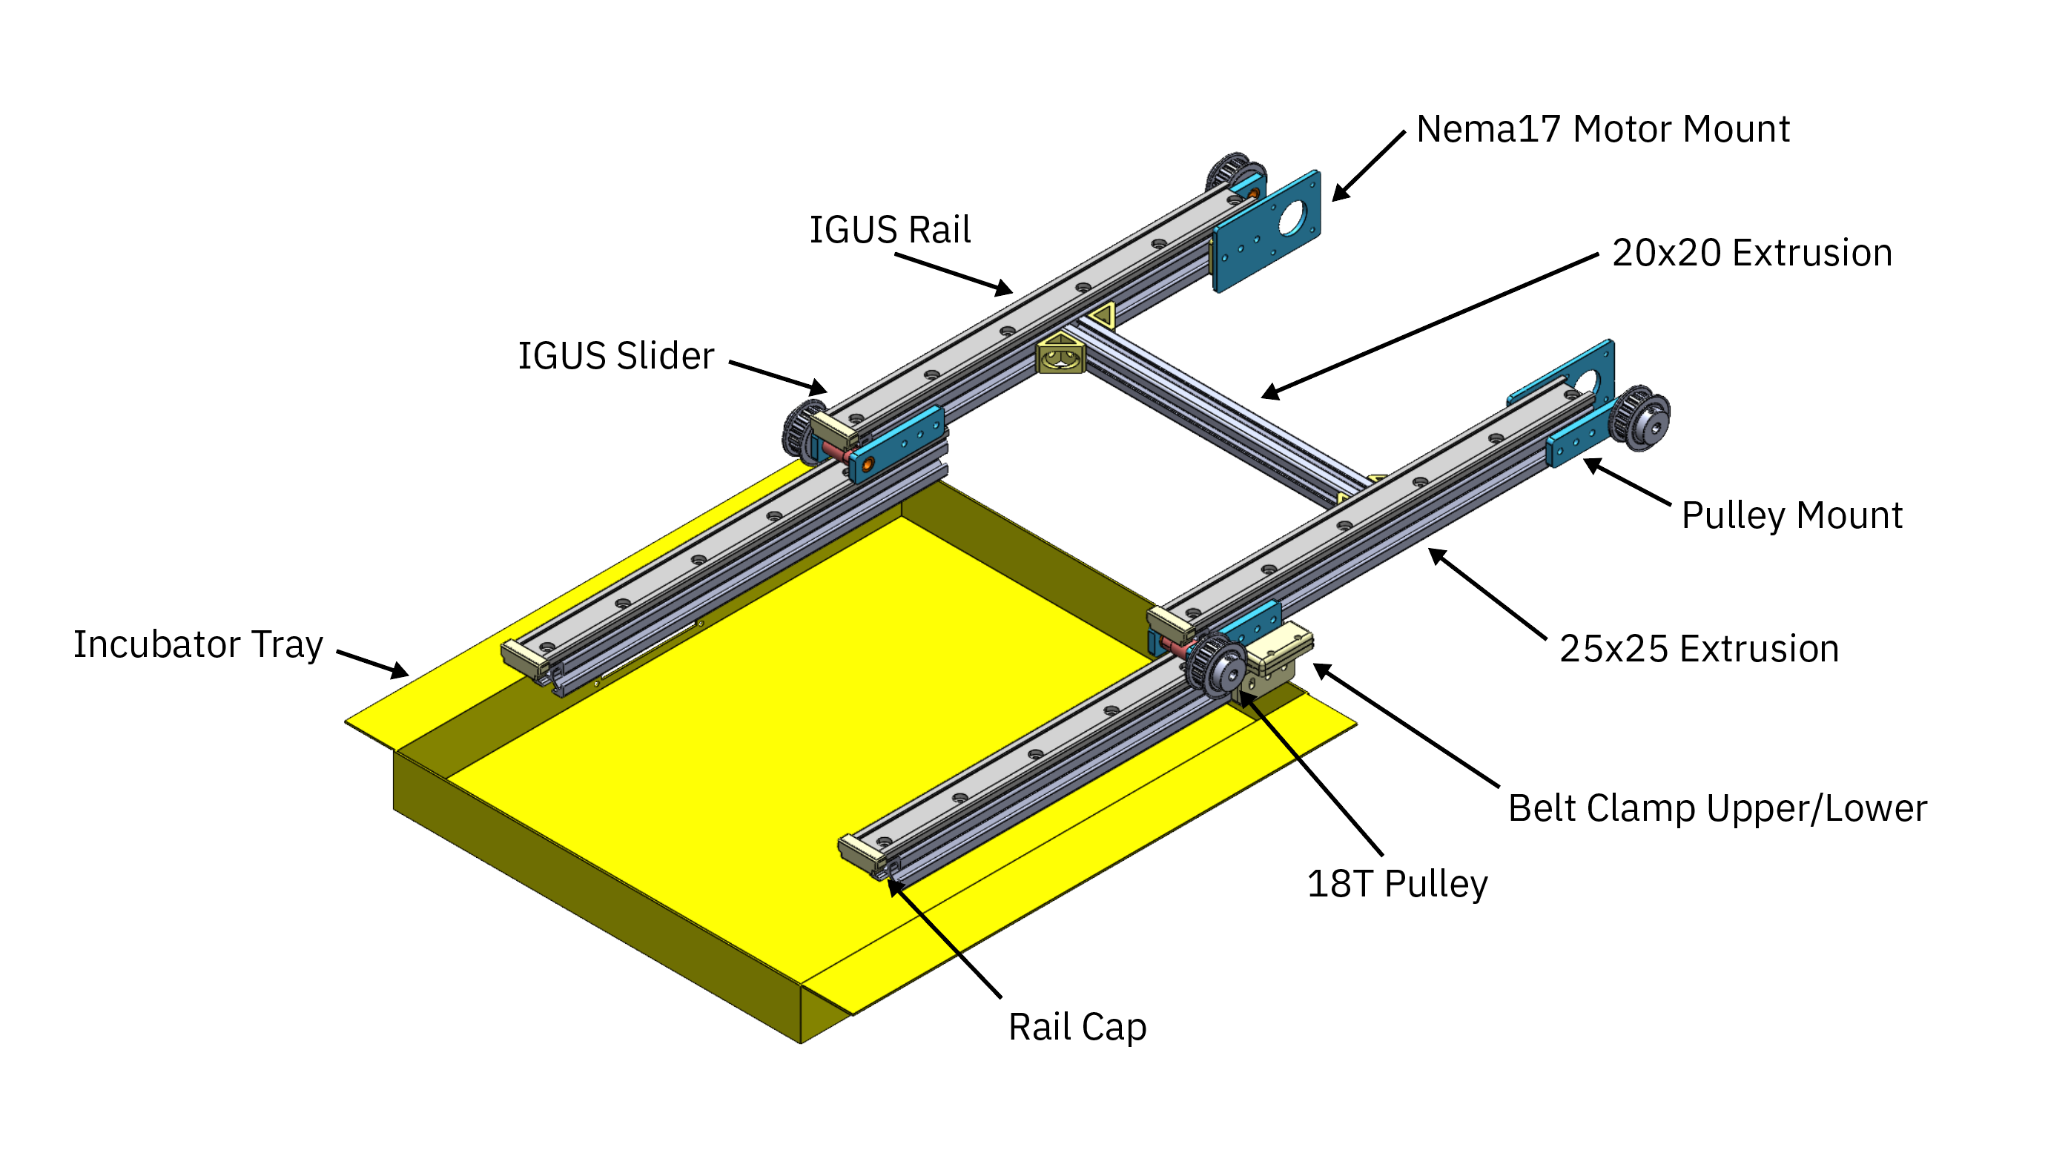 Nema17 Motor Mount
IGUS Rail
20x20 Extrusion
IGUS Slider
Pulley Mount
Incubator Tray
25x25 Extrusion
Belt Clamp Upper/Lower
18T Pulley
Rail Cap